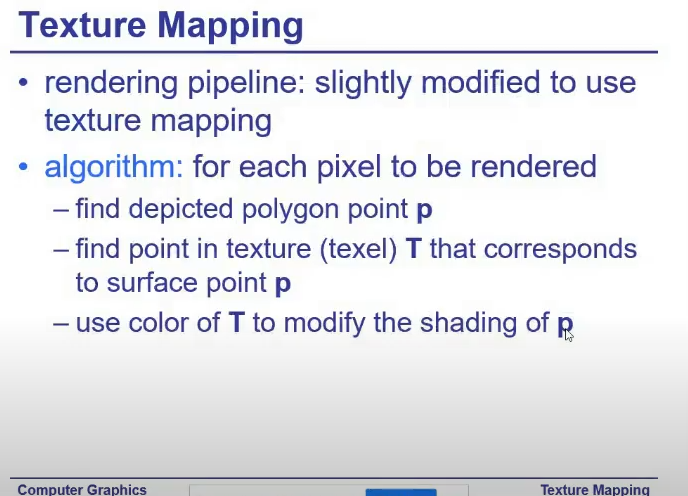 Texture Mapping
• rendering pipeline: slightly modified to use
texture mapping
• algorithm: for each pixel to be rendered
– find depicted polygon point p
– find point in texture (texel) T that corresponds
to surface point p
– use color of T to modify the shading of p
Computer Graphics
Texture Mapping